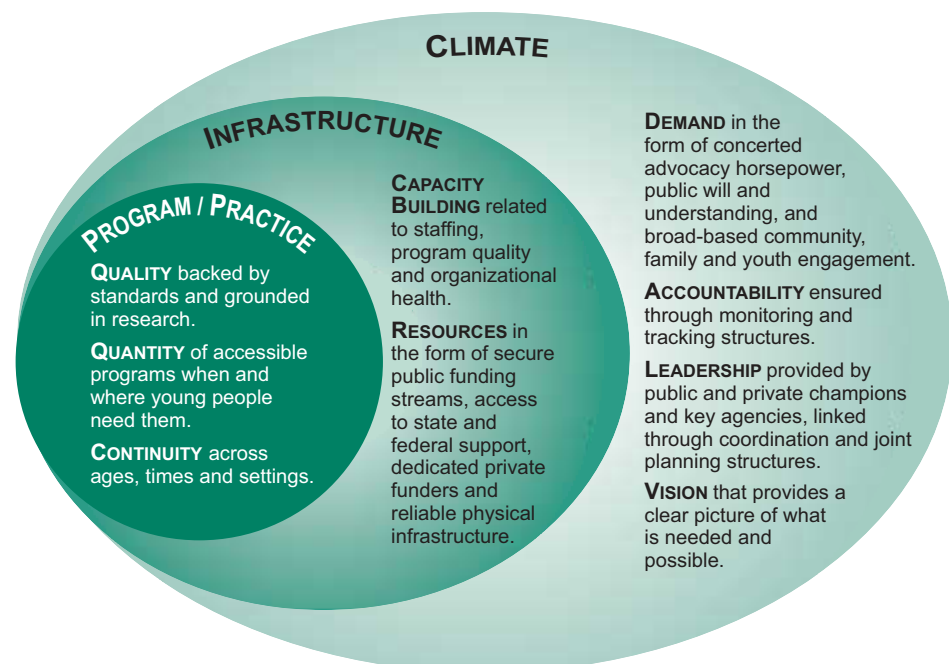 CLIMATE
INFRASTRUCTURE
PROGRAM / PRACTICE
QUALITY backed by
standards and grounded
in research.
QUANTITY of accessible
programs when and
where young people
need them.
CONTINUITY across
ages, times and settings.
CAPACITY
BUILDING related
to staffing,
program quality
and organizational
health.
RESOURCES in
the form of secure
public funding
streams, access
to state and
federal support,
dedicated private
funders and
reliable physical
infrastructure.
DEMAND in the
form of concerted
advocacy horsepower,
public will and
understanding, and
broad-based community,
family and youth engagement.
ACCOUNTABILITY ensured
through monitoring and
tracking structures.
LEADERSHIP provided by
public and private champions
and key agencies, linked
through coordination and joint
planning structures.
VISION that provides a
clear picture of what
is needed and
possible.